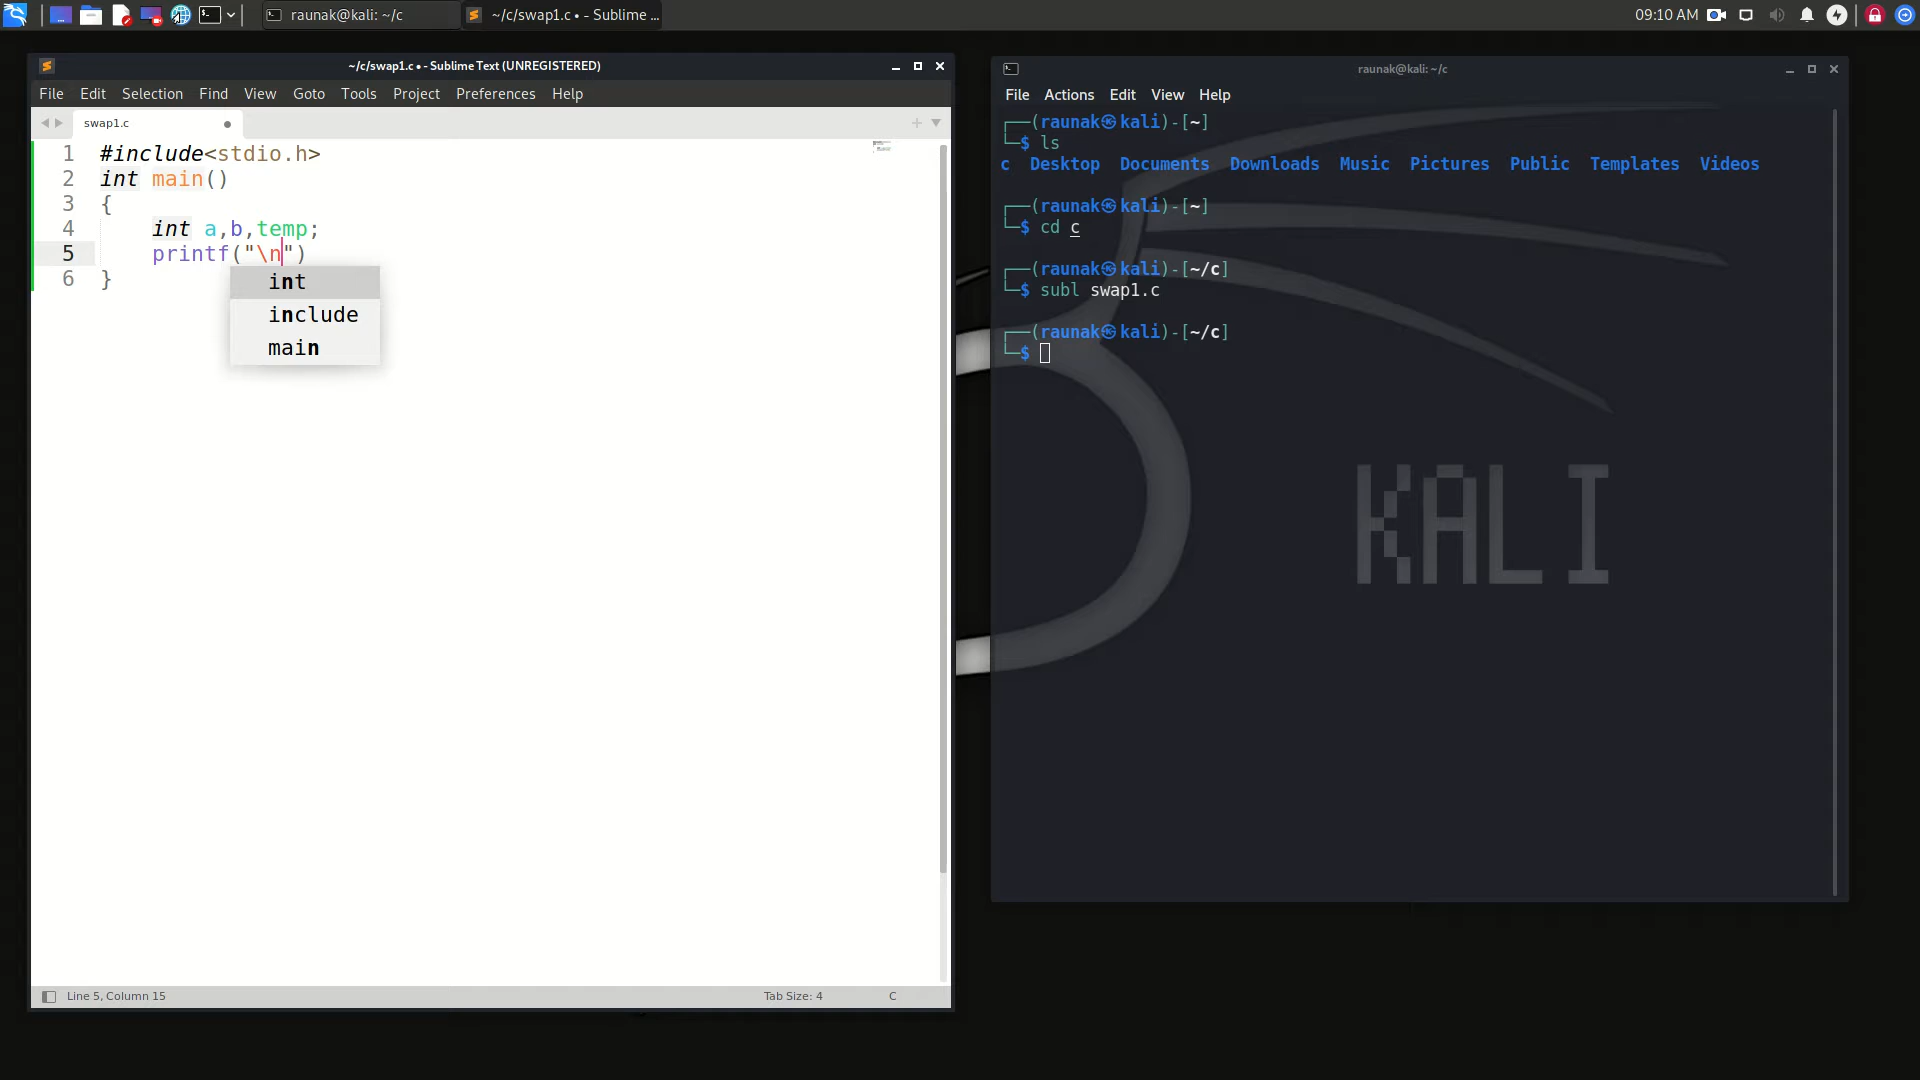 raunak@kali: ~/c
~/c/swap1.c • - Sublime ...
09:10 AM
~/c/swap1.c • - Sublime Text (UNREGISTERED)
File Edit Selection Find View Goto Tools Project Preferences Help
swap1.c
1 #include<stdio.h>
2 int main()
3 {
4 int a,b,temp;
5 printf("\n")
6 }
int
include
main
Line 5, Column 15
Tab Size: 4
C
raunak@kali: ~/c
File Actions Edit View Help
┌──(raunak㉿kali)-[~]
└─$ ls
c Desktop Documents Downloads Music Pictures Public Templates Videos
┌──(raunak㉿kali)-[~]
└─$ cd c
┌──(raunak㉿kali)-[~/c]
└─$ subl swap1.c
┌──(raunak㉿kali)-[~/c]
└─$
KALI